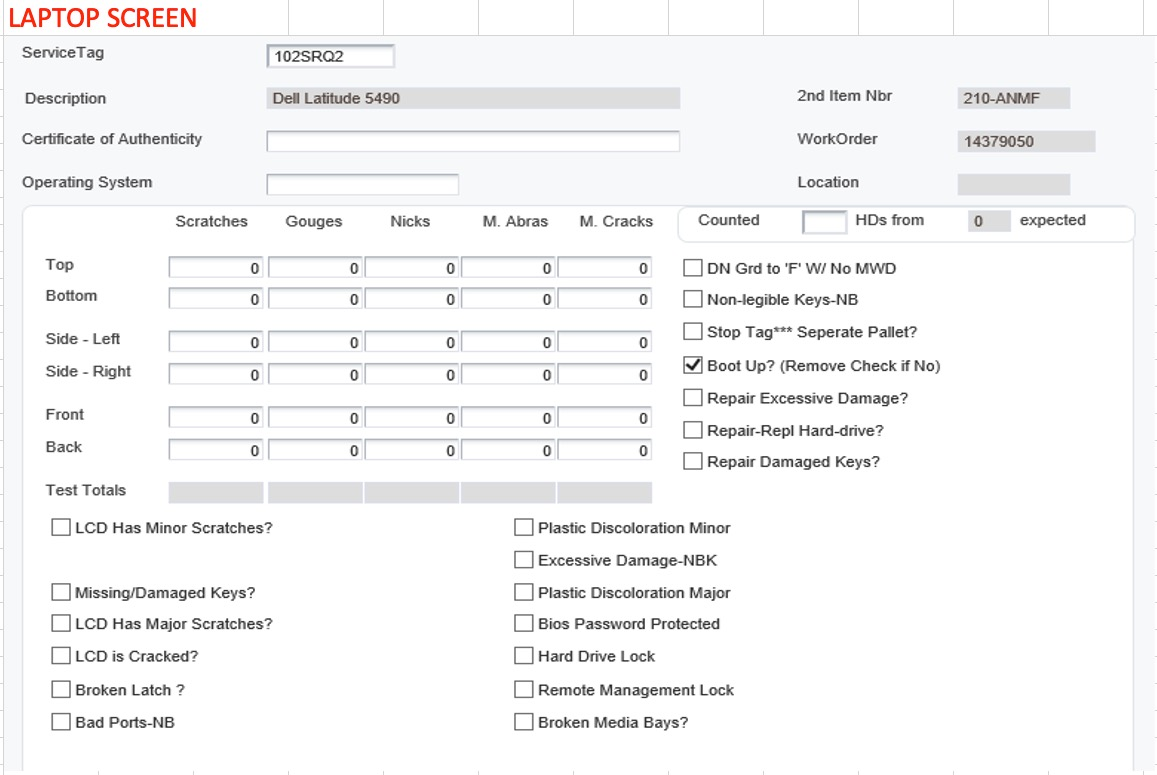 LAPTOP SCREEN
ServiceTag 102SRQ2
Description Dell Latitude 5490 2nd Item Nbr 210-ANMF
Certificate of Authenticity WorkOrder 14379050
Operating System Location
Scratches Gouges Nicks M. Abras M. Cracks Counted HDs from 0 expected
Top 0 0 0 0 0 DN Grd to 'F' W/ No MWD
Bottom 0 0 0 0 0 Non-legible Keys-NB
Side - Left 0 0 0 0 0 Stop Tag*** Seperate Pallet?
Side - Right 0 0 0 0 0 Boot Up? (Remove Check if No)
Front 0 0 0 0 0 Repair Excessive Damage?
Back 0 0 0 0 0 Repair-Repl Hard-drive?
Repair Damaged Keys?
Test Totals
LCD Has Minor Scratches? Plastic Discoloration Minor
Excessive Damage-NBK
Missing/Damaged Keys? Plastic Discoloration Major
LCD Has Major Scratches? Bios Password Protected
LCD is Cracked? Hard Drive Lock
Broken Latch ? Remote Management Lock
Bad Ports-NB Broken Media Bays?